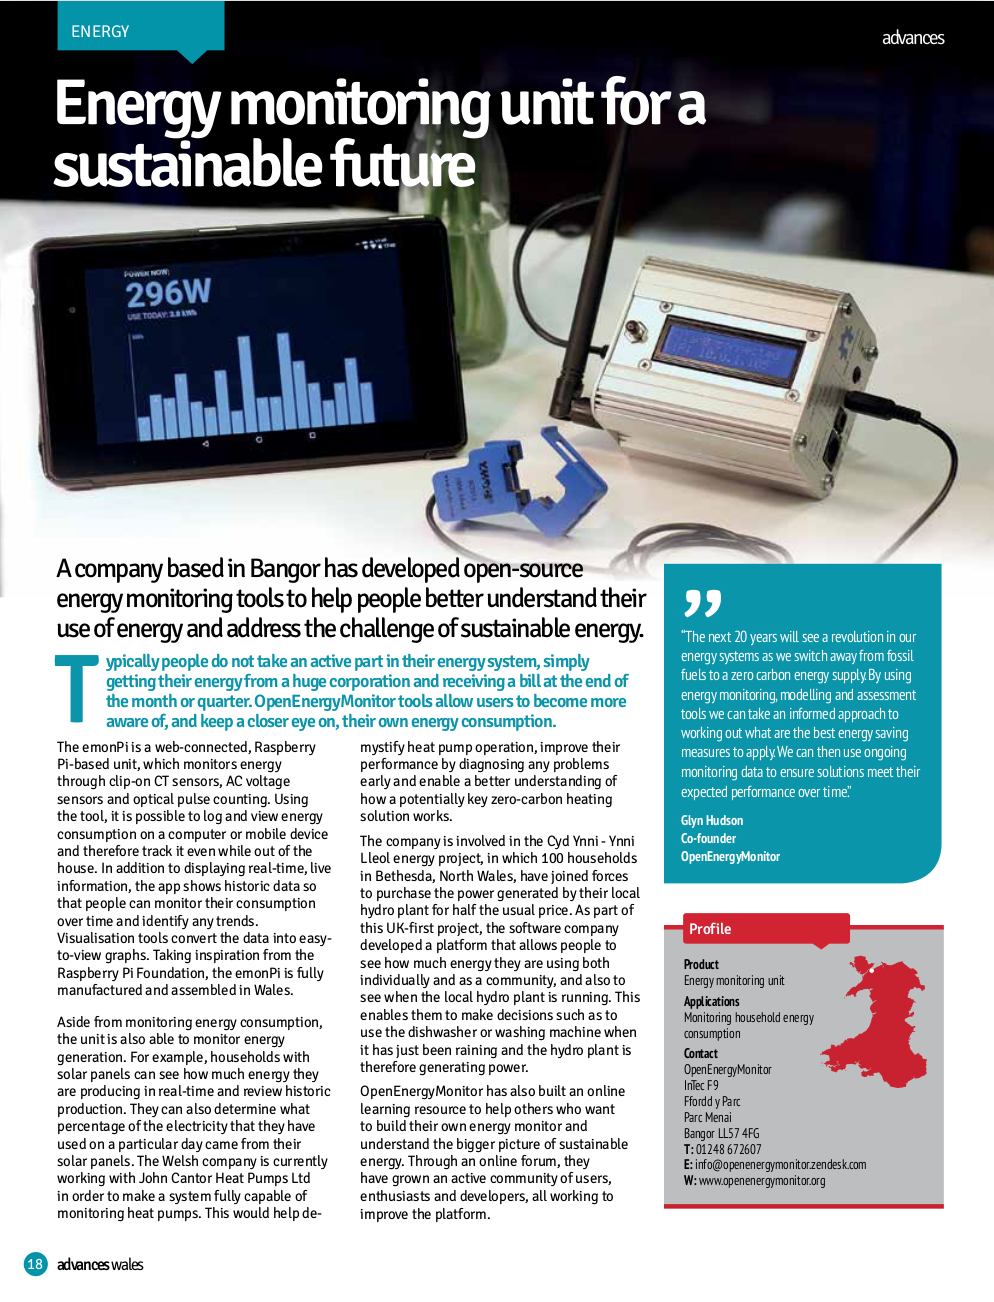 ENERGY
advances
Energy monitoring unit for a
sustainable future
POWER NOW:
296W
USE TODAY: 3.8 kWh
A company based in Bangor has developed open-source
energy monitoring tools to help people better understand their
use of energy and address the challenge of sustainable energy.
Typically people do not take an active part in their energy system, simply
getting their energy from a huge corporation and receiving a bill at the end of
the month or quarter. OpenEnergyMonitor tools allow users to become more
aware of, and keep a closer eye on, their own energy consumption.
The emonPi is a web-connected, Raspberry
Pi-based unit, which monitors energy
through clip-on CT sensors, AC voltage
sensors and optical pulse counting. Using
the tool, it is possible to log and view energy
consumption on a computer or mobile device
and therefore track it even while out of the
house. In addition to displaying real-time, live
information, the app shows historic data so
that people can monitor their consumption
over time and identify any trends.
Visualisation tools convert the data into easy-
to-view graphs. Taking inspiration from the
Raspberry Pi Foundation, the emonPi is fully
manufactured and assembled in Wales.
Aside from monitoring energy consumption,
the unit is also able to monitor energy
generation. For example, households with
solar panels can see how much energy they
are producing in real-time and review historic
production. They can also determine what
percentage of the electricity that they have
used on a particular day came from their
solar panels. The Welsh company is currently
working with John Cantor Heat Pumps Ltd
in order to make a system fully capable of
monitoring heat pumps. This would help de-
mystify heat pump operation, improve their
performance by diagnosing any problems
early and enable a better understanding of
how a potentially key zero-carbon heating
solution works.
The company is involved in the Cyd Ynni - Ynni
Lleol energy project, in which 100 households
in Bethesda, North Wales, have joined forces
to purchase the power generated by their local
hydro plant for half the usual price. As part of
this UK-first project, the software company
developed a platform that allows people to
see how much energy they are using both
individually and as a community, and also to
see when the local hydro plant is running. This
enables them to make decisions such as to
use the dishwasher or washing machine when
it has just been raining and the hydro plant is
therefore generating power.
OpenEnergyMonitor has also built an online
learning resource to help others who want
to build their own energy monitor and
understand the bigger picture of sustainable
energy. Through an online forum, they
have grown an active community of users,
enthusiasts and developers, all working to
improve the platform.
”
“The next 20 years will see a revolution in our
energy systems as we switch away from fossil
fuels to a zero carbon energy supply. By using
energy monitoring, modelling and assessment
tools we can take an informed approach to
working out what are the best energy saving
measures to apply. We can then use ongoing
monitoring data to ensure solutions meet their
expected performance over time.”
Glyn Hudson
Co-founder
OpenEnergyMonitor
Profile
Product
Energy monitoring unit
Applications
Monitoring household energy
consumption
Contact
OpenEnergyMonitor
InTec F9
Ffordd y Parc
Parc Menai
Bangor LL57 4FG
T: 01248 672607
E: info@openenergymonitor.zendesk.com
W: www.openenergymonitor.org
18 advances wales